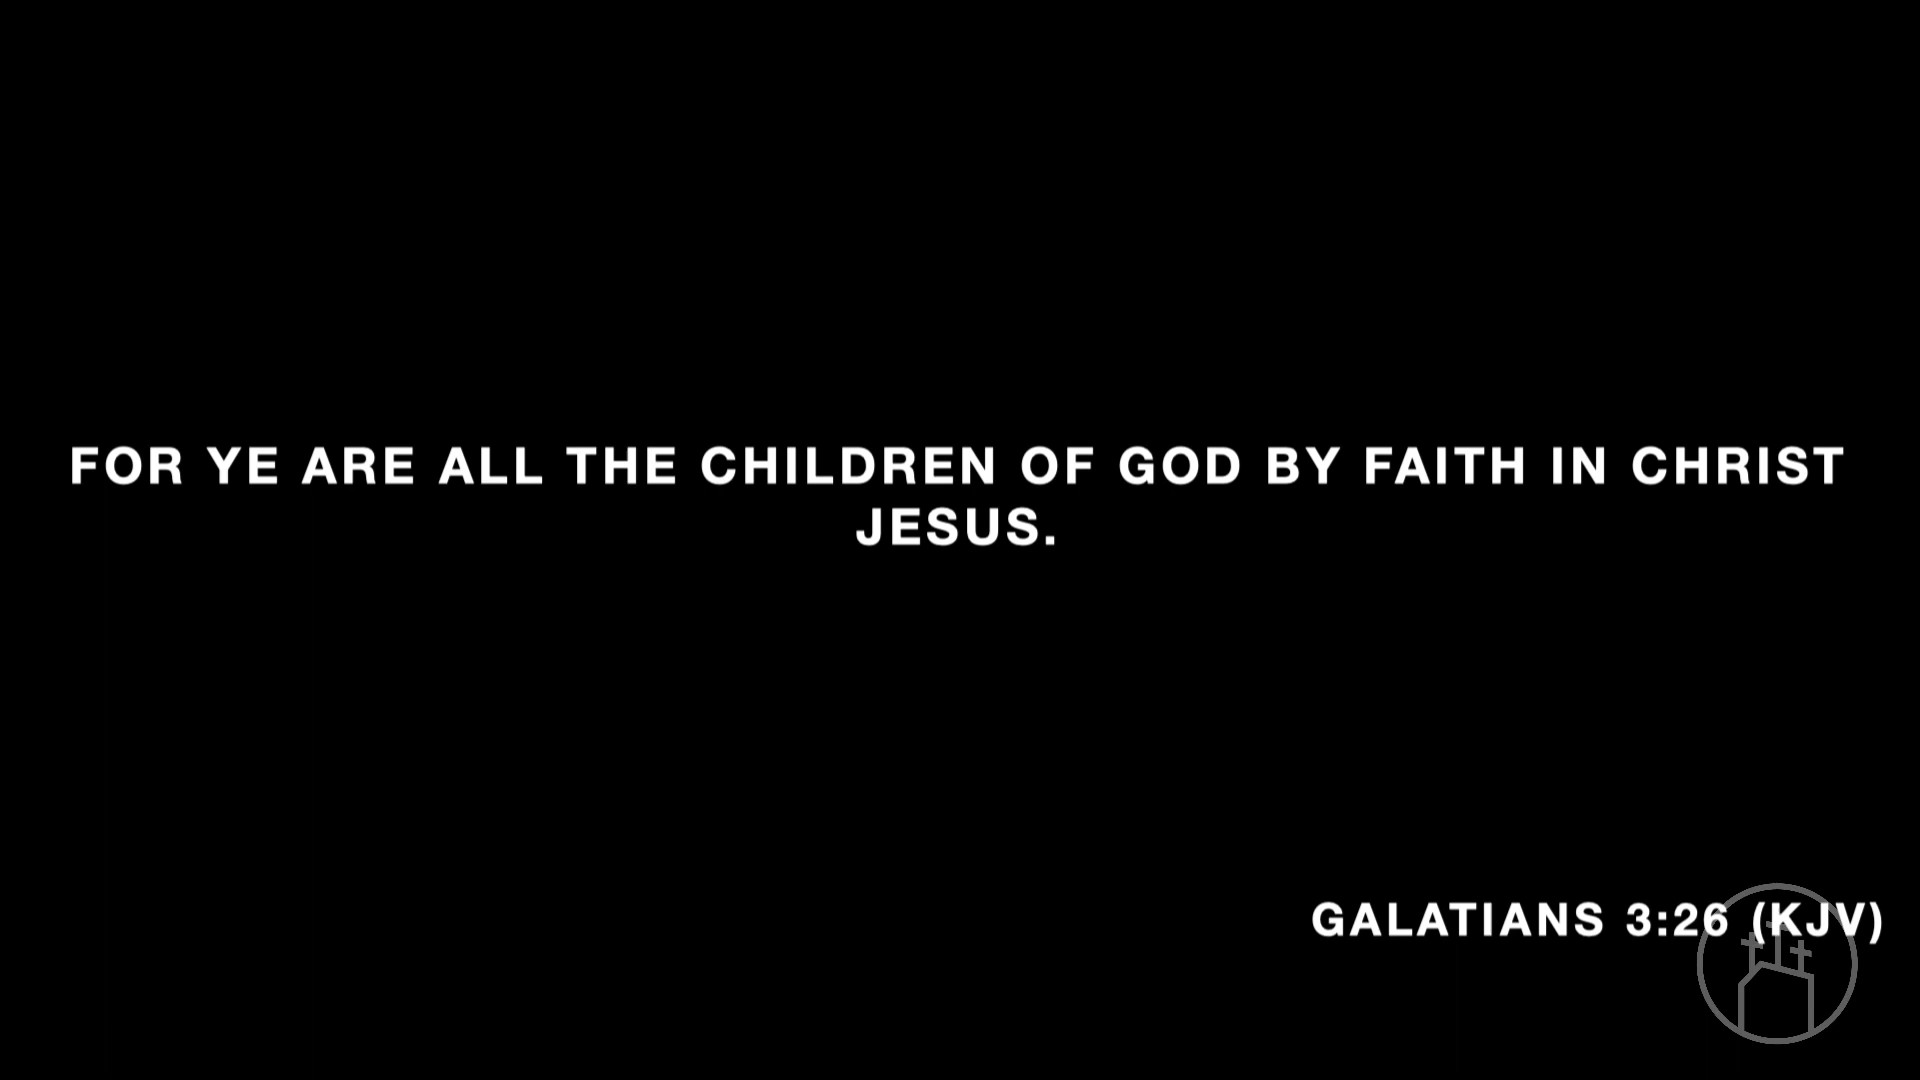 FOR YE ARE ALL THE CHILDREN OF GOD BY FAITH IN CHRIST
JESUS.
GALATIANS 3:26 (KJV)